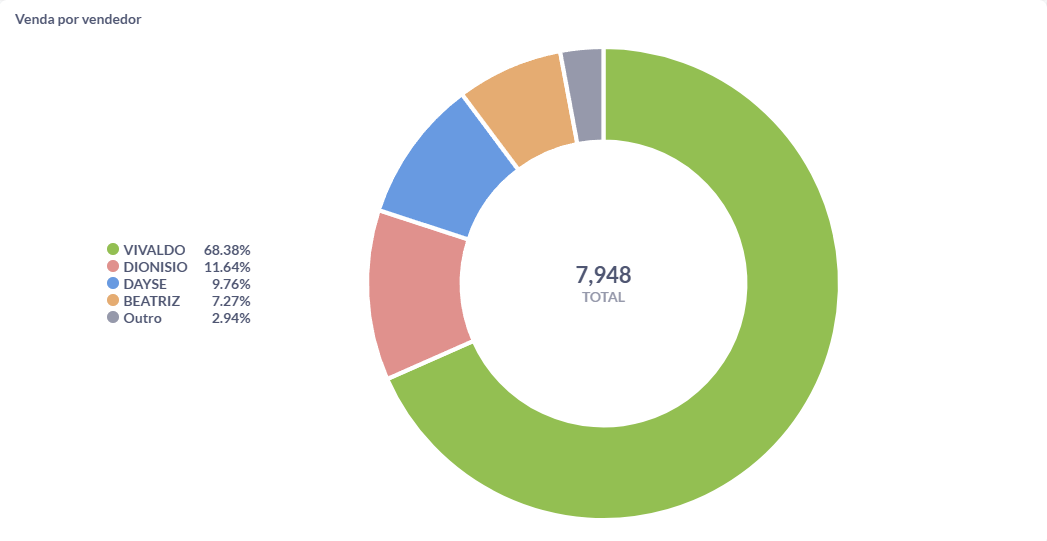 Venda por vendedor
VIVALDO 68.38%
DIONISIO 11.64%
DAYSE 9.76%
BEATRIZ 7.27%
Outro 2.94%
7,948
TOTAL